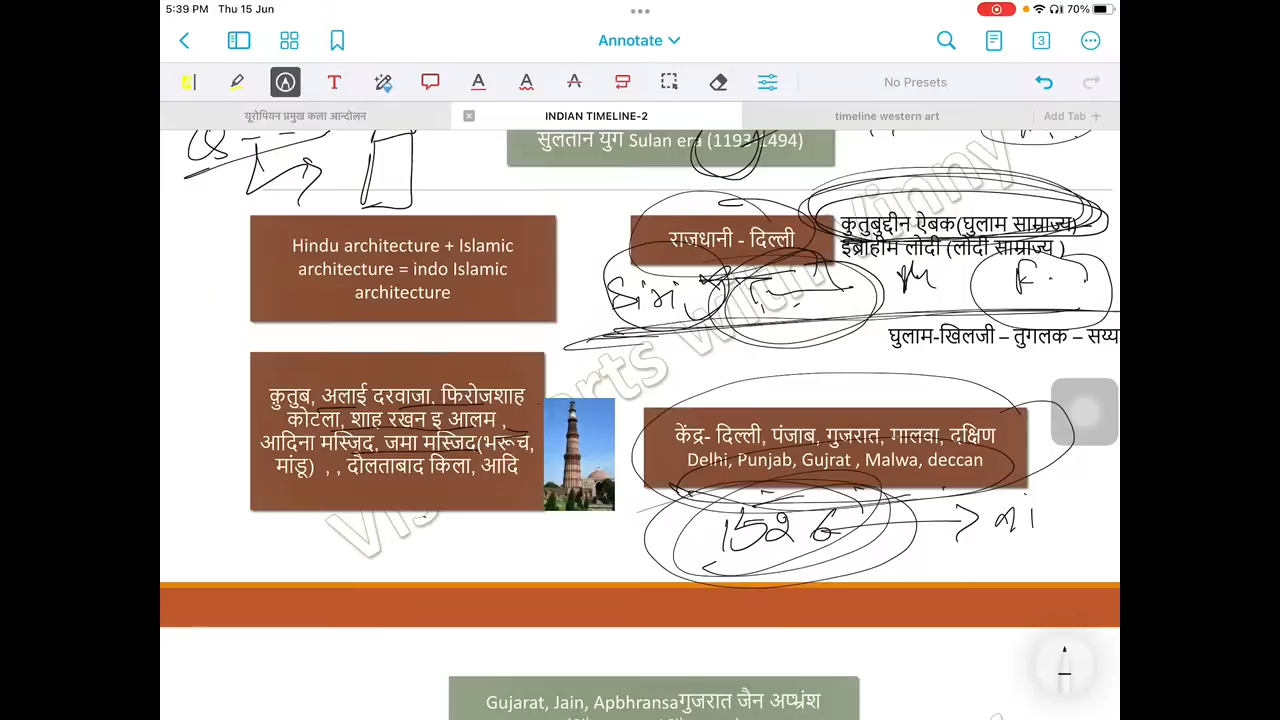 5:39 PM Thu 15 Jun
70%
Annotate
3
No Presets
यूरोपियन प्रमुख कला आन्दोलन
INDIAN TIMELINE-2
timeline western art
Add Tab +
सुलतान युग Sulan era (1193-1494)
Hindu architecture + Islamic
architecture = indo Islamic
architecture
राजधानी - दिल्ली
कुतुबुद्दीन ऐबक(घुलाम साम्राज्य) –
इब्राहीम लोदी (लोदी साम्राज्य )
घुलाम-खिलजी – तुगलक – सय्य
क़ुतुब, अलाई दरवाजा, फिरोजशाह
कोटला, शाह रखन इ आलम ,
आदिना मस्जिद, जमा मस्जिद(भरूच,
मांडू) , , दौलताबाद किला, आदि
केंद्र- दिल्ली, पंजाब, गुजरात, मालवा, दक्षिण
Delhi, Punjab, Gujrat , Malwa, deccan
1526
Gujarat, Jain, Apbhransaगुजरात जैन अप्भ्रंश